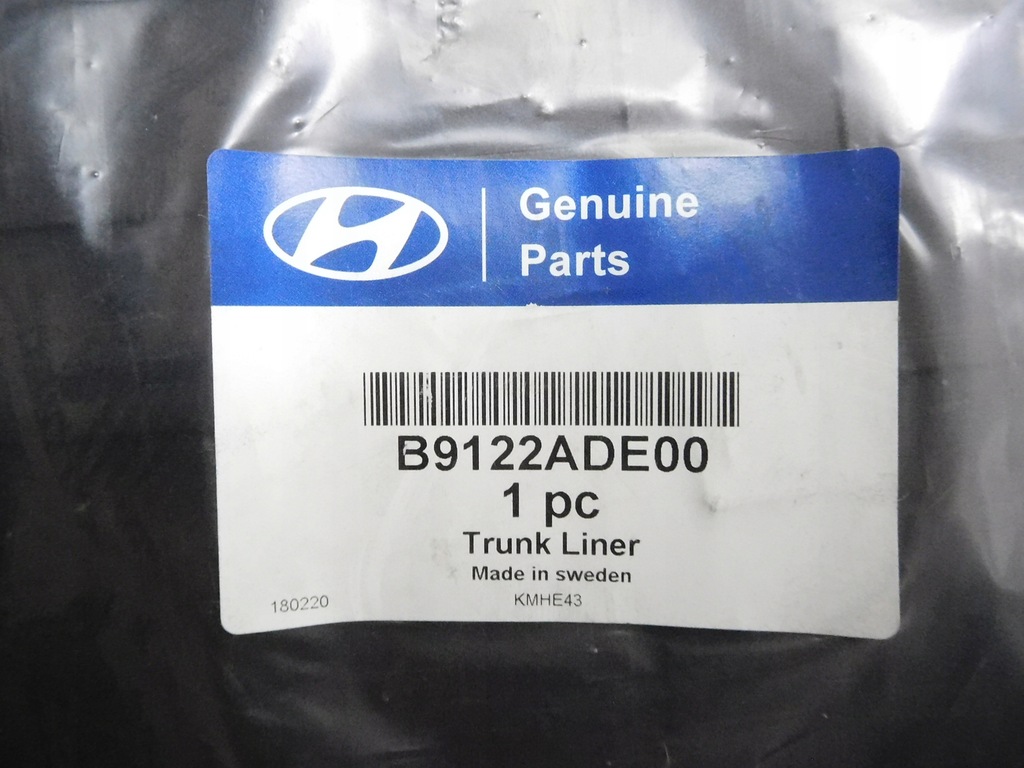 Genuine
Parts
B9122ADE00
1 pc
Trunk Liner
Made in sweden
180220
KMHE43